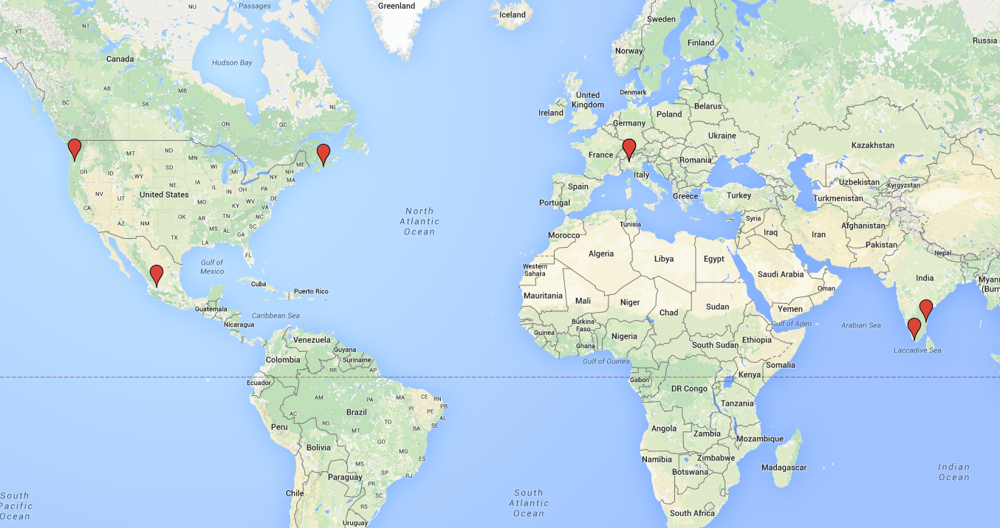 NU
Passages
Greenland
Iceland
Sweden
Finland
Norway
Russia
YT
NT
Canada
Hudson Bay
AB
MB
SK
BC
ON
QC
NL
United
Kingdom
Ireland
Denmark
Belarus
Poland
Germany
Ukraine
Kazakhstan
France
Romania
Italy
Spain
Portugal
Greece
Turkey
Uzbekistan
Kyrgyzstan
Turkmenistan
Syria
Iraq
Iran
Afghanistan
Pakistan
Nepal
India
Myanm
(Burn
MT
ND
MN
OR
ID
SD
WI
MI
WY
NE
IA
ME
NH
NY
MA
NV
UT
United States
IL
IN
OH
PA
MO
KY
WV
DE
CA
AZ
NM
OK
AR
TN
VA
NC
MS
AL
SC
GA
TX
LA
FL
North
Atlantic
Ocean
Gulf of
Mexico
Cuba
Puerto Rico
Guatemala
Caribbean Sea
Nicaragua
Tunisia
Morocco
Algeria
Libya
Egypt
Western
Sahara
Saudi Arabia
Oman
Mauritania
Mali
Niger
Chad
Sudan
Yemen
Gulf of Aden
Arabian Sea
Burkina
Faso
Guinea
Ghana
Nigeria
South Sudan
Ethiopia
Somalia
Laccadive Sea
Gulf of Guinea
Venezuela
Guyana
Suriname
Colombia
RR
AP
Ecuador
Gabon
Kenya
DR Congo
Tanzania
AM
PA
MA
CE
RN
PB
PI
PE
AL
SE
Brazil
AC
Peru
RO
TO
MT
BA
Bolivia
GO
MG
MS
ES
SP
RJ
Paraguay
PR
Chile
SC
RS
Uruguay
Angola
Zambia
Mozambique
Namibia
Zimbabwe
Botswana
Madagascar
South Africa
South
Pacific
Ocean
South
Atlantic
Ocean
Indian
Ocean